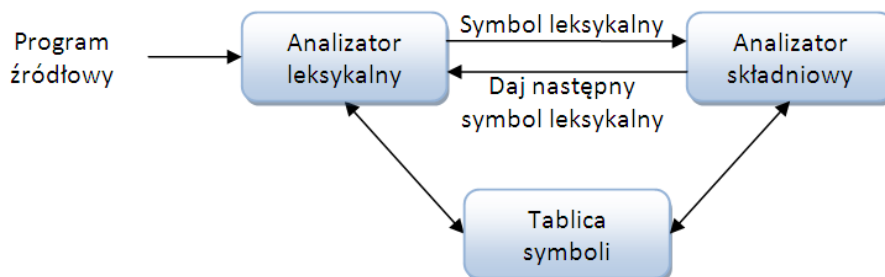 Program
źródłowy
Analizator
leksykalny
Symbol leksykalny
Daj następny
symbol leksykalny
Analizator
składniowy
Tablica
symboli